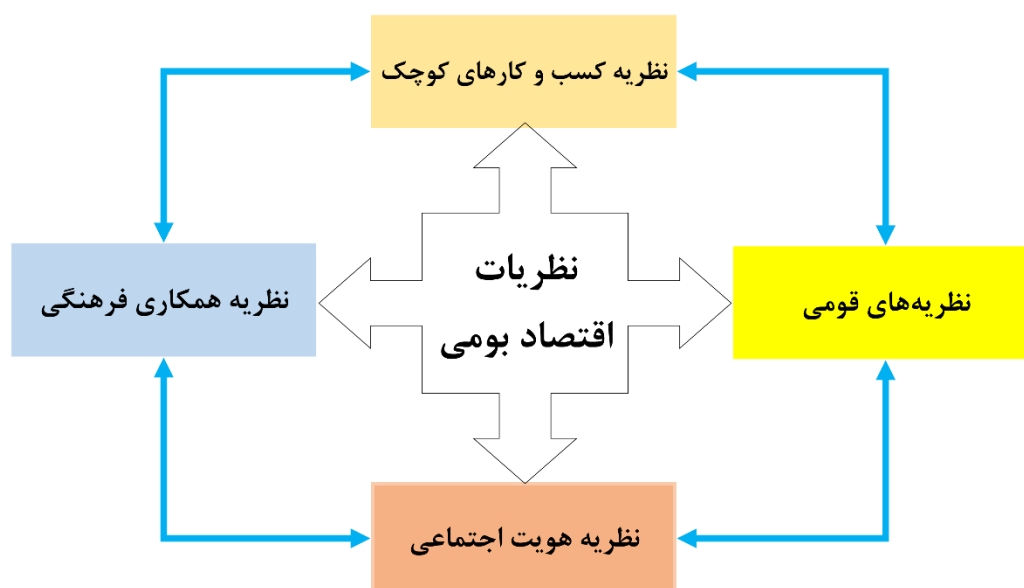 نظریه کسب و کارهای کوچک
نظریه‌های قومی
نظریات
اقتصاد بومی
نظریه همکاری فرهنگی
نظریه هویت اجتماعی